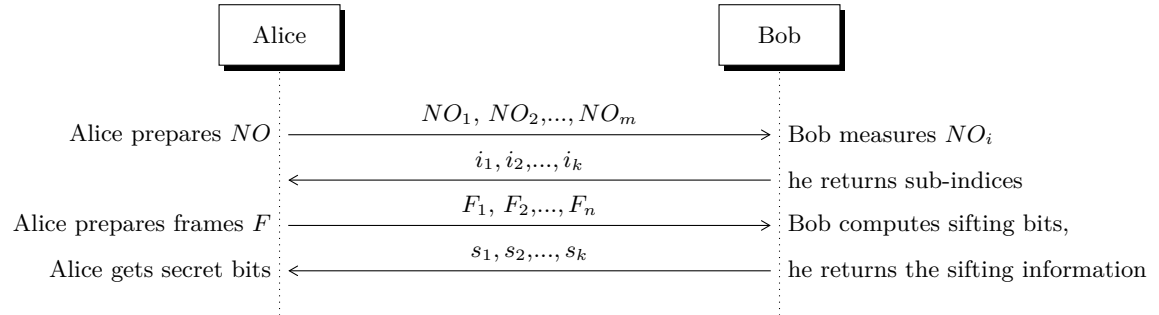 Alice Bob
NO₁, NO₂,..., NOₘ
Alice prepares NO Bob measures NOᵢ
i₁, i₂,..., iₖ
he returns sub-indices
F₁, F₂,..., Fₙ
Alice prepares frames F Bob computes sifting bits,
s₁, s₂,..., sₖ
Alice gets secret bits he returns the sifting information